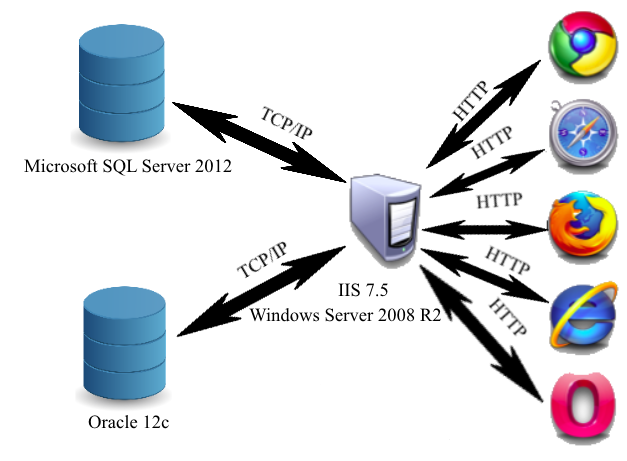 TCP/IP
Microsoft SQL Server 2012
HTTP
HTTP
HTTP
HTTP
HTTP
TCP/IP
IIS 7.5
Windows Server 2008 R2
Oracle 12c